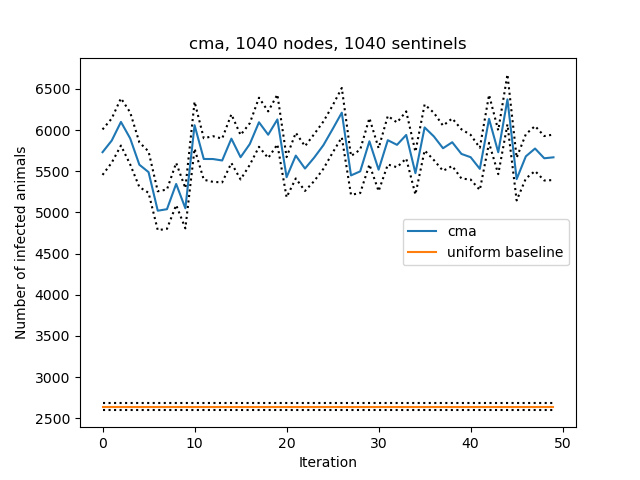 cma, 1040 nodes, 1040 sentinels
Number of infected animals
6500
6000
5500
5000
4500
4000
3500
3000
2500
cma
uniform baseline
0 10 20 30 40 50
Iteration